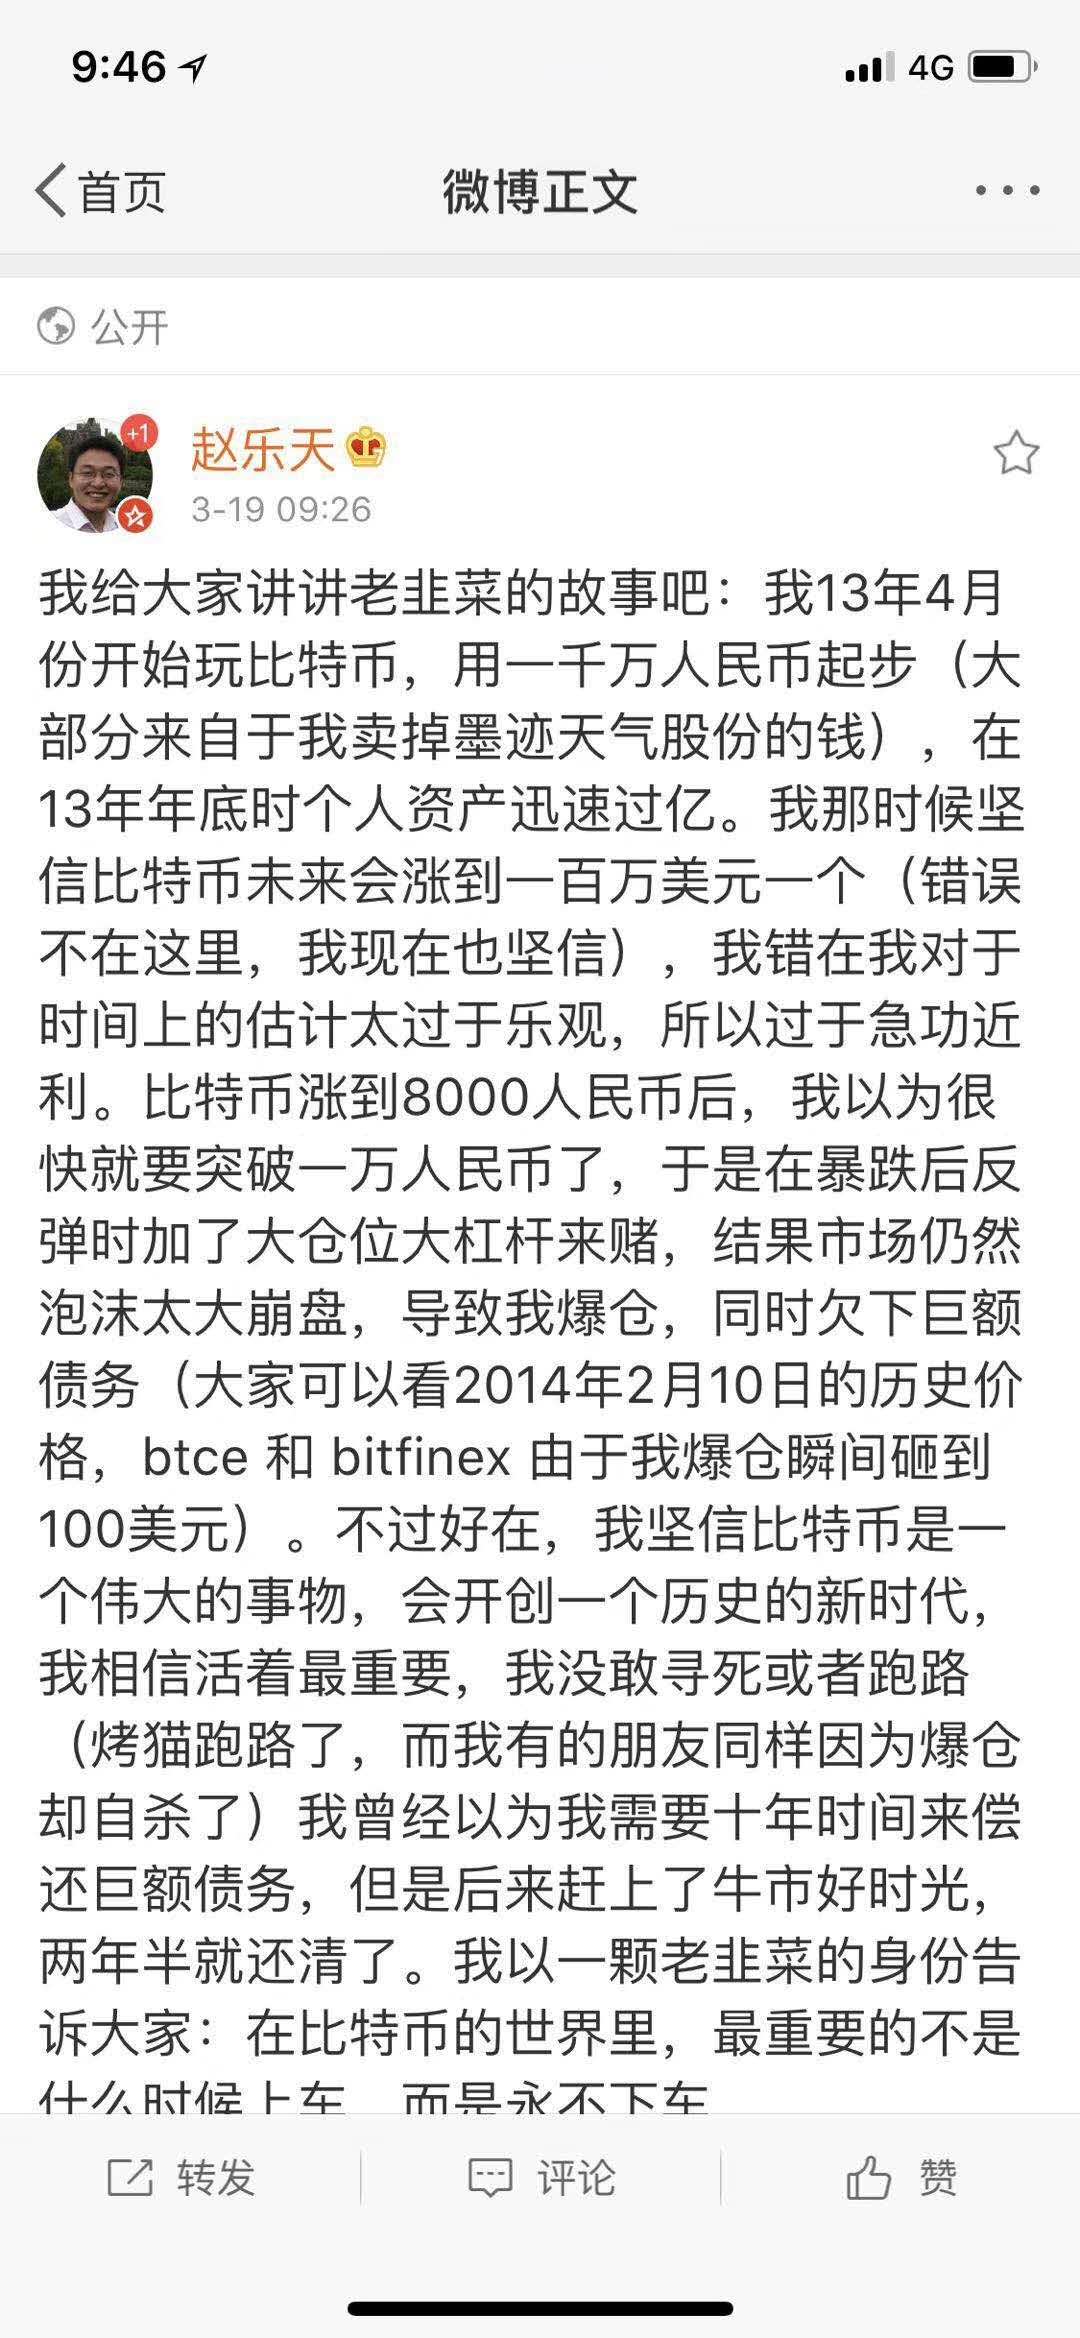 9:46
4G
首页
微博正文
公开
+1
赵乐天
3-19 09:26
我给大家讲讲老韭菜的故事吧：我13年4月
份开始玩比特币，用一千万人民币起步（大
部分来自于我卖掉墨迹天气股份的钱），在
13年年底时个人资产迅速过亿。我那时候坚
信比特币未来会涨到一百万美元一个（错误
不在这里，我现在也坚信），我错在我对于
时间上的估计太过于乐观，所以过于急功近
利。比特币涨到8000人民币后，我以为很
快就要突破一万人民币了，于是在暴跌后反
弹时加了大仓位大杠杆来赌，结果市场仍然
泡沫太大崩盘，导致我爆仓，同时欠下巨额
债务（大家可以看2014年2月10日的历史价
格，btce 和 bitfinex 由于我爆仓瞬间砸到
100美元）。不过好在，我坚信比特币是一
个伟大的事物，会开创一个历史的新时代，
我相信活着最重要，我没敢寻死或者跑路
（烤猫跑路了，而我有的朋友同样因为爆仓
却自杀了）我曾经以为我需要十年时间来偿
还巨额债务，但是后来赶上了牛市好时光，
两年半就还清了。我以一颗老韭菜的身份告
诉大家：在比特币的世界里，最重要的不是
什么时候上车，而是永不下车
转发
评论
赞